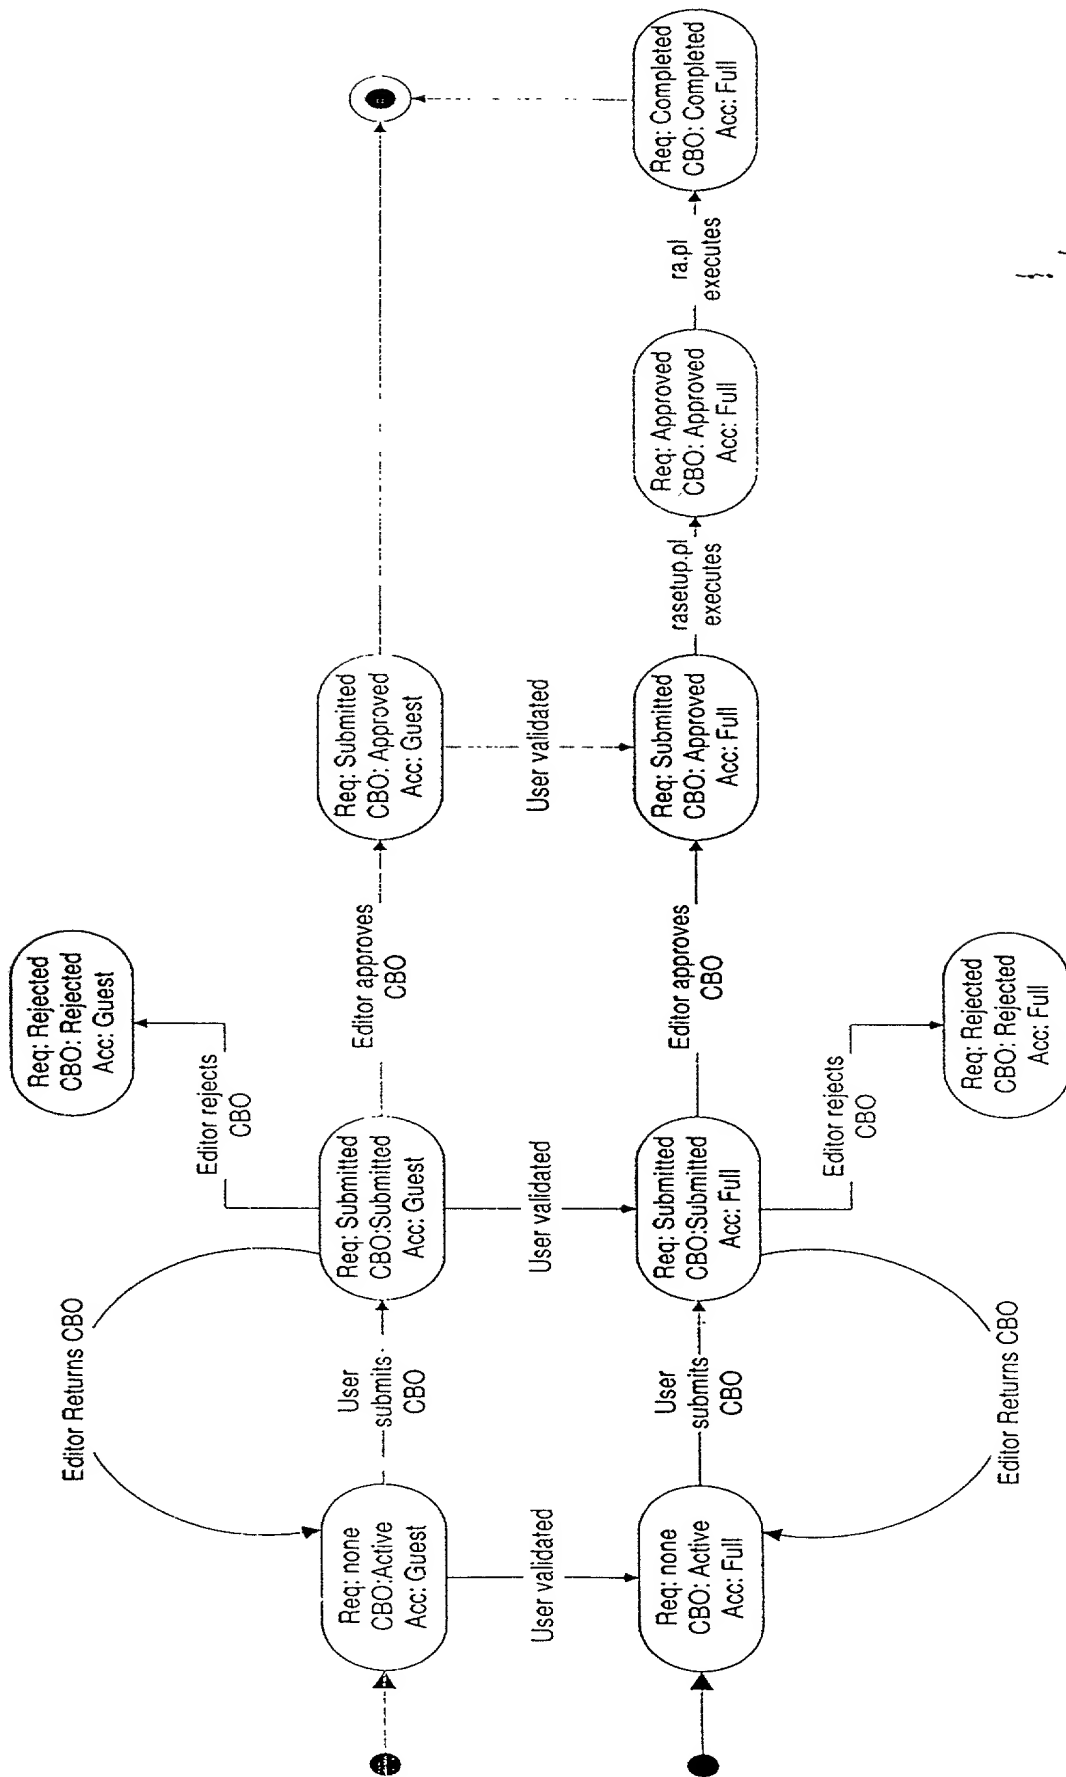 Req: Rejected
CBO: Rejected
Acc: Guest
Editor Returns CBO
Editor rejects
CBO
Req: none
CBO:Active
Acc: Guest
User
submits
CBO
Req: Submitted
CBO:Submitted
Acc: Guest
Editor approves
CBO
Req: Submitted
CBO: Approved
Acc: Guest
User validated
User validated
User validated
Req: none
CBO: Active
Acc: Full
User
submits
CBO
Req: Submitted
CBO:Submitted
Acc: Full
Editor approves
CBO
Req: Submitted
CBO: Approved
Acc: Full
rasetup.pl
executes
Req: Approved
CBO: Approved
Acc: Full
ra.pl
executes
Req: Completed
CBO: Completed
Acc: Full
Editor rejects
CBO
Editor Returns CBO
Req: Rejected
CBO: Rejected
Acc: Full